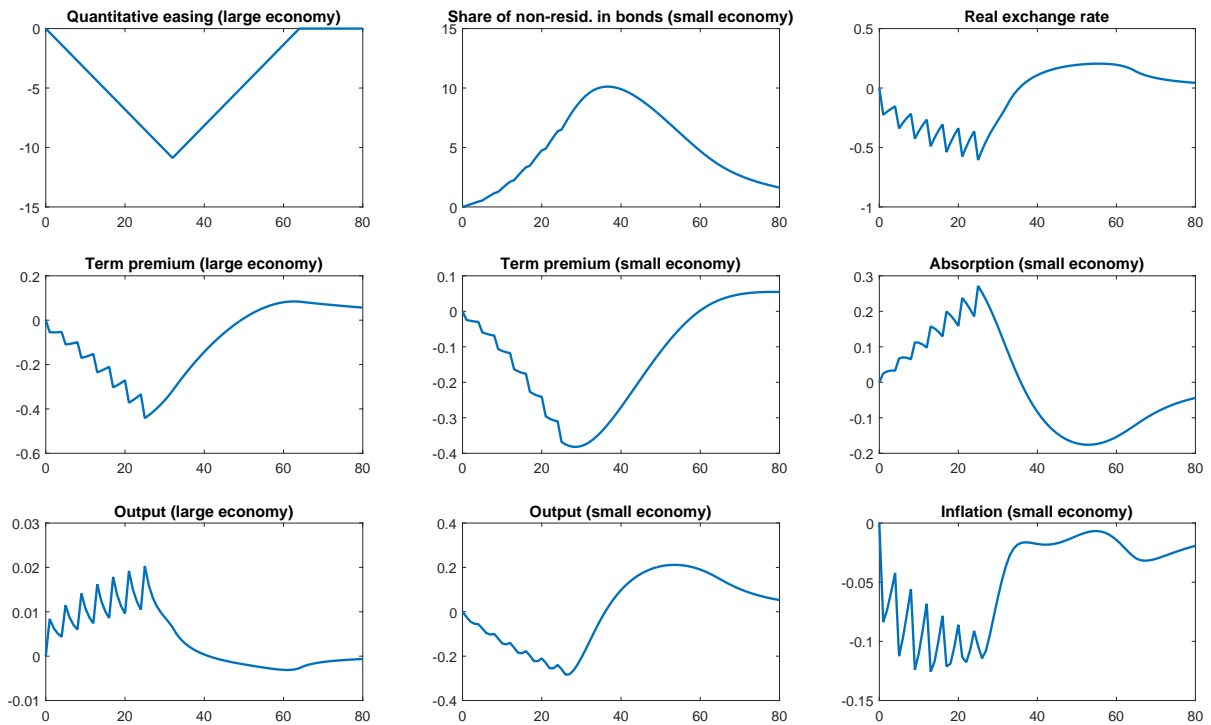 Quantitative easing (large economy)
0
-5
-10
-15
0 20 40 60 80
Share of non-resid. in bonds (small economy)
15
10
5
0
0 20 40 60 80
Real exchange rate
0.5
0
-0.5
-1
0 20 40 60 80
Term premium (large economy)
0.2
0
-0.2
-0.4
-0.6
0 20 40 60 80
Term premium (small economy)
0.1
0
-0.1
-0.2
-0.3
-0.4
0 20 40 60 80
Absorption (small economy)
0.3
0.2
0.1
0
-0.1
-0.2
0 20 40 60 80
Output (large economy)
0.03
0.02
0.01
0
-0.01
0 20 40 60 80
Output (small economy)
0.4
0.2
0
-0.2
-0.4
0 20 40 60 80
Inflation (small economy)
0
-0.05
-0.1
-0.15
0 20 40 60 80